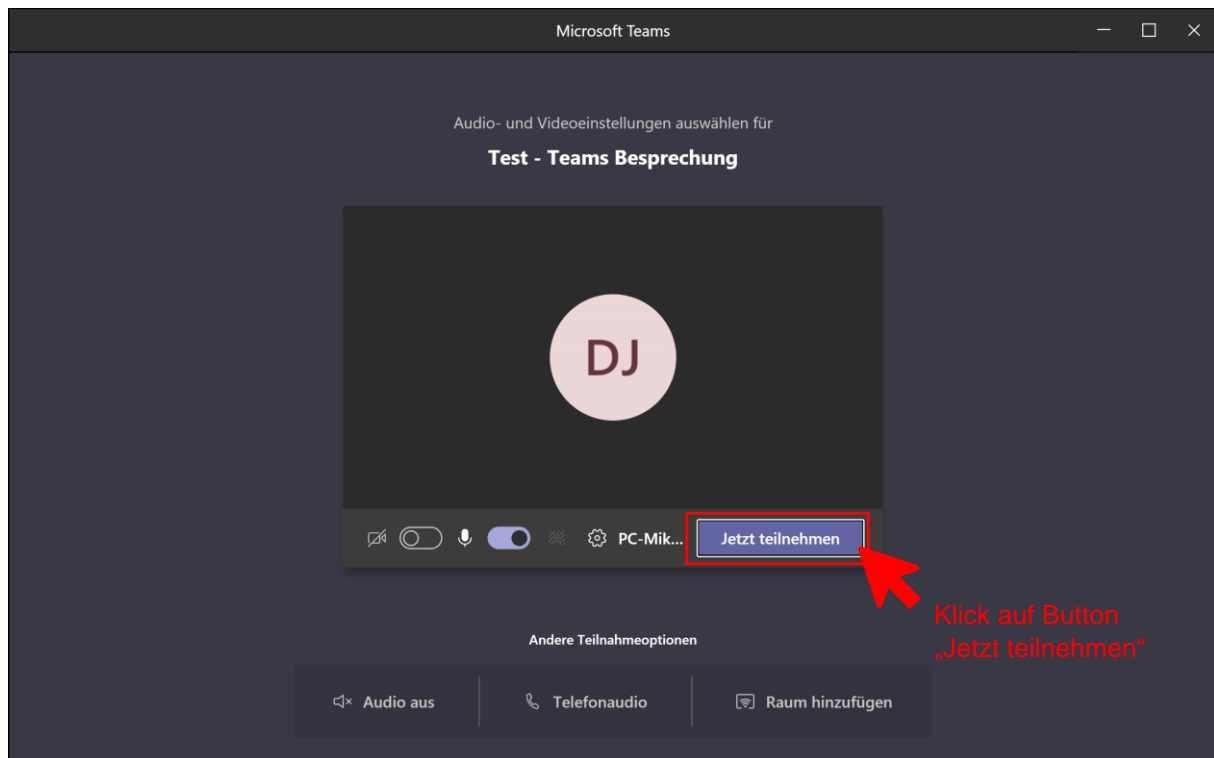 Microsoft Teams
Audio- und Videoeinstellungen auswählen für
Test - Teams Besprechung
DJ
PC-Mik... Jetzt teilnehmen
Klick auf Button
„Jetzt teilnehmen“
Andere Teilnahmeoptionen
Audio aus Telefonaudio Raum hinzufügen